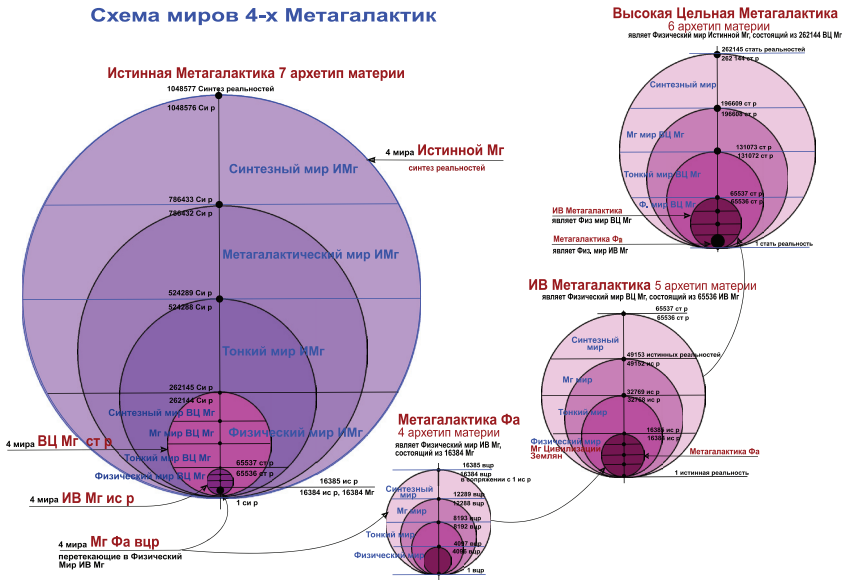 Схема миров 4-х Метагалактик
Истинная Метагалактика 7 архетип материи
1048577 Синтез реальностей
1048576 Си р
4 мира Истинной Мг
синтез реальностей
Синтезный мир ИМг
786433 Си р
786432 Си р
Метагалактический мир ИМг
524289 Си р
524288 Си р
Тонкий мир ИМг
262145 Си р
262144 Си р
Синтезный мир ВЦ Мг
Мг мир ВЦ Мг
Физический мир ИМг
4 мира ВЦ Мг ст р
Тонкий мир ВЦ Мг
65537 ст р
65536 ст р
Физический мир ВЦ Мг
16385 ис р
16384 ис р, 16384 Мг
4 мира ИВ Мг ис р
1 си р
4 мира Мг Фа вцр
перетекающие в Физический
Мир ИВ Мг
Высокая Цельная Метагалактика
6 архетип материи
являет Физический мир Истинной Мг, состоящий из 262144 ВЦ Мг
262145 стать реальностей
262 144 ст р
Синтезный мир
196609 ст р
196608 ст р
Мг мир ВЦ Мг
131073 ст р
131072 ст р
Тонкий мир ВЦ Мг
65537 ст р
65536 ст р
Ф. мир ВЦ Мг
ИВ Метагалактика
являет Физ мир ВЦ Мг
Метагалактика Фа
являет Физ, мир ИВ Мг
1 стать реальность
ИВ Метагалактика 5 архетип материи
являет Физический мир ВЦ Мг, состоящий из 65536 ИВ Мг
65537 ст р
65536 ст р
Синтезный
мир
49153 истинных реальностей
49152 ис р
Мг мир
32769 ис р
32768 ис р
Тонкий мир
16385 ис р
16384 ис р
Физический мир
Мг Цивилизации
Землян
Метагалактика Фа
1 истинная реальность
Метагалактика Фа
4 архетип материи
являет Физический мир ИВ Мг,
состоящий из 16384 Мг
16385 вцр
16384 вцр
в сопряжении с 1 ис р
Синтезный
мир
12289 вцр
12288 вцр
8193 вцр
8192 вцр
Тонкий мир
4097 вцр
4096 вцр
Физический мир
1 вцр